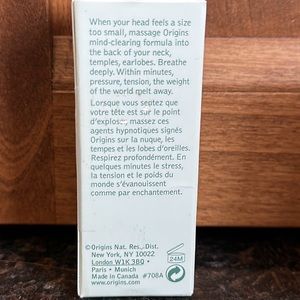 When your head feels a size
too small, massage Origins
mind-clearing formula into
the back of your neck,
temples, earlobes. Breathe
deeply. Within minutes,
pressure, tension, the weight
of the world melt away.
Lorsque vous sentez que
votre tête est sur le point
d'exploser, massez ces
agents hypnotiques signés
Origins sur la nuque, les
tempes et les lobes d'oreilles.
Respirez profondément. En
quelques minutes le stress,
la tension et le poids du
monde s'évanouissent
comme par enchantement.
©Origins Nat. Res., Dist.
New York, NY 10022
London W1K 3BQ •
Paris • Munich
Made in Canada #708A
www.origins.com
24M